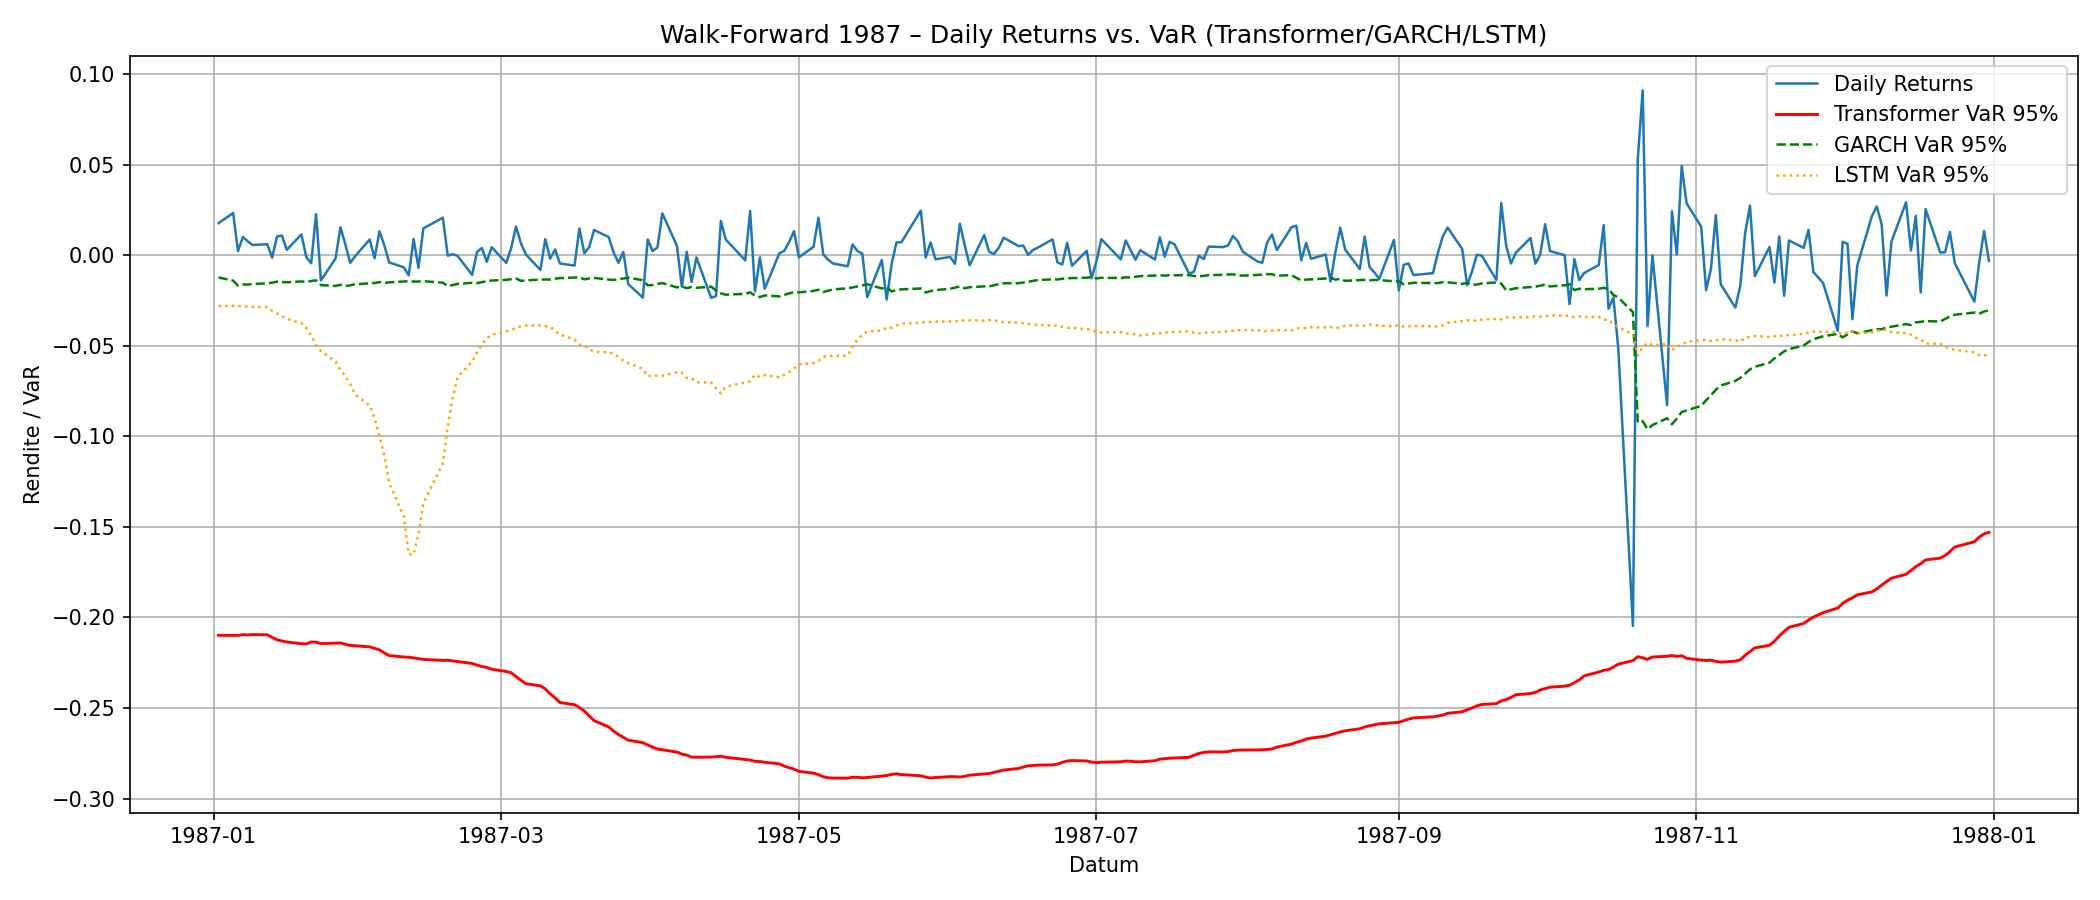 Walk-Forward 1987 – Daily Returns vs. VaR (Transformer/GARCH/LSTM)
Daily Returns
Transformer VaR 95%
GARCH VaR 95%
LSTM VaR 95%
Rendite / VaR
0.10
0.05
0.00
−0.05
−0.10
−0.15
−0.20
−0.25
−0.30
1987-01
1987-03
1987-05
1987-07
1987-09
1987-11
1988-01
Datum